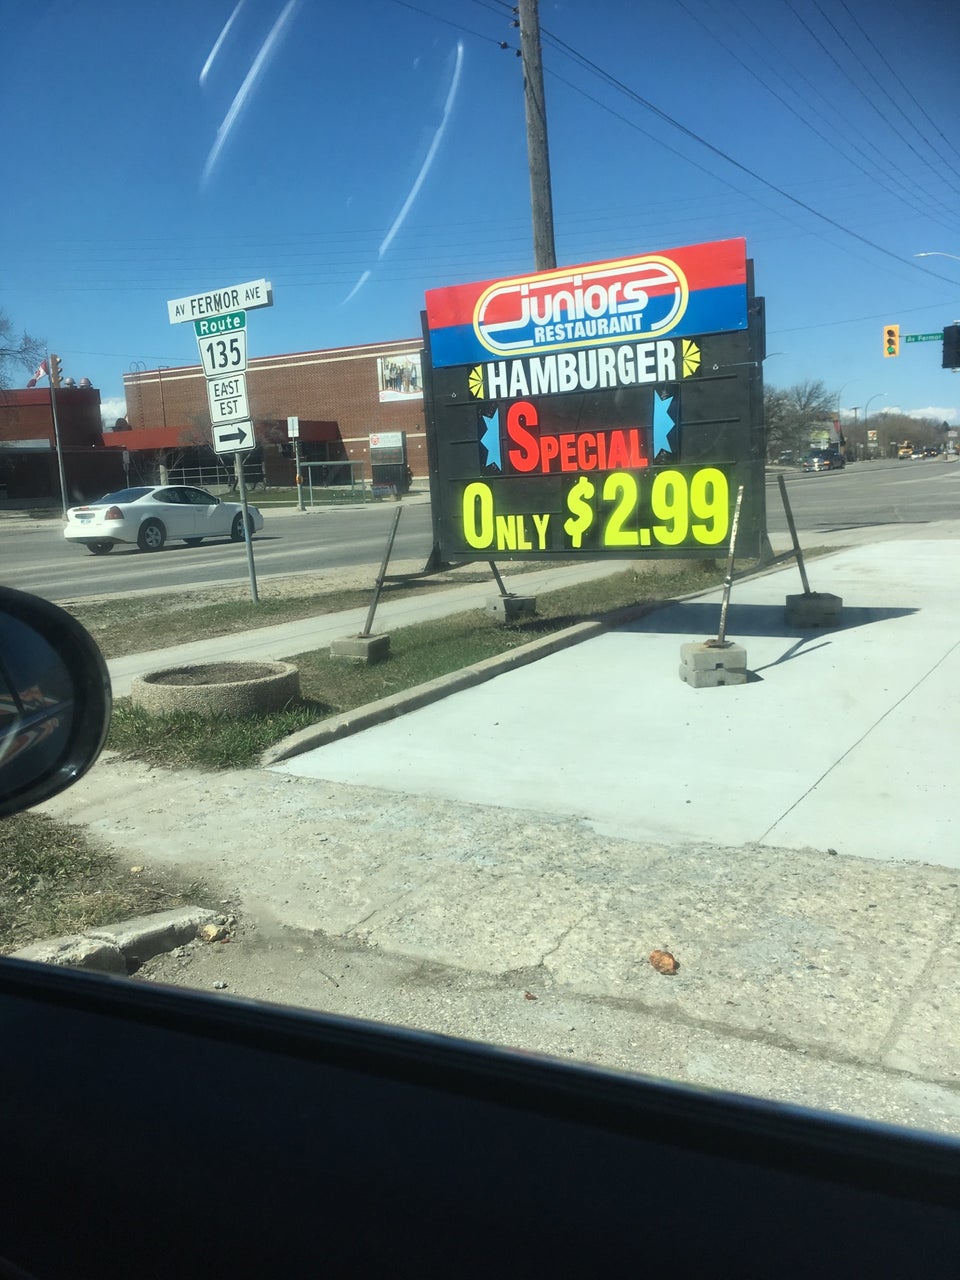 AV FERMOR AVE
Route
135
EAST
EST
juniors
RESTAURANT
HAMBURGER
SPECIAL
ONLY $2.99
Av Fermor